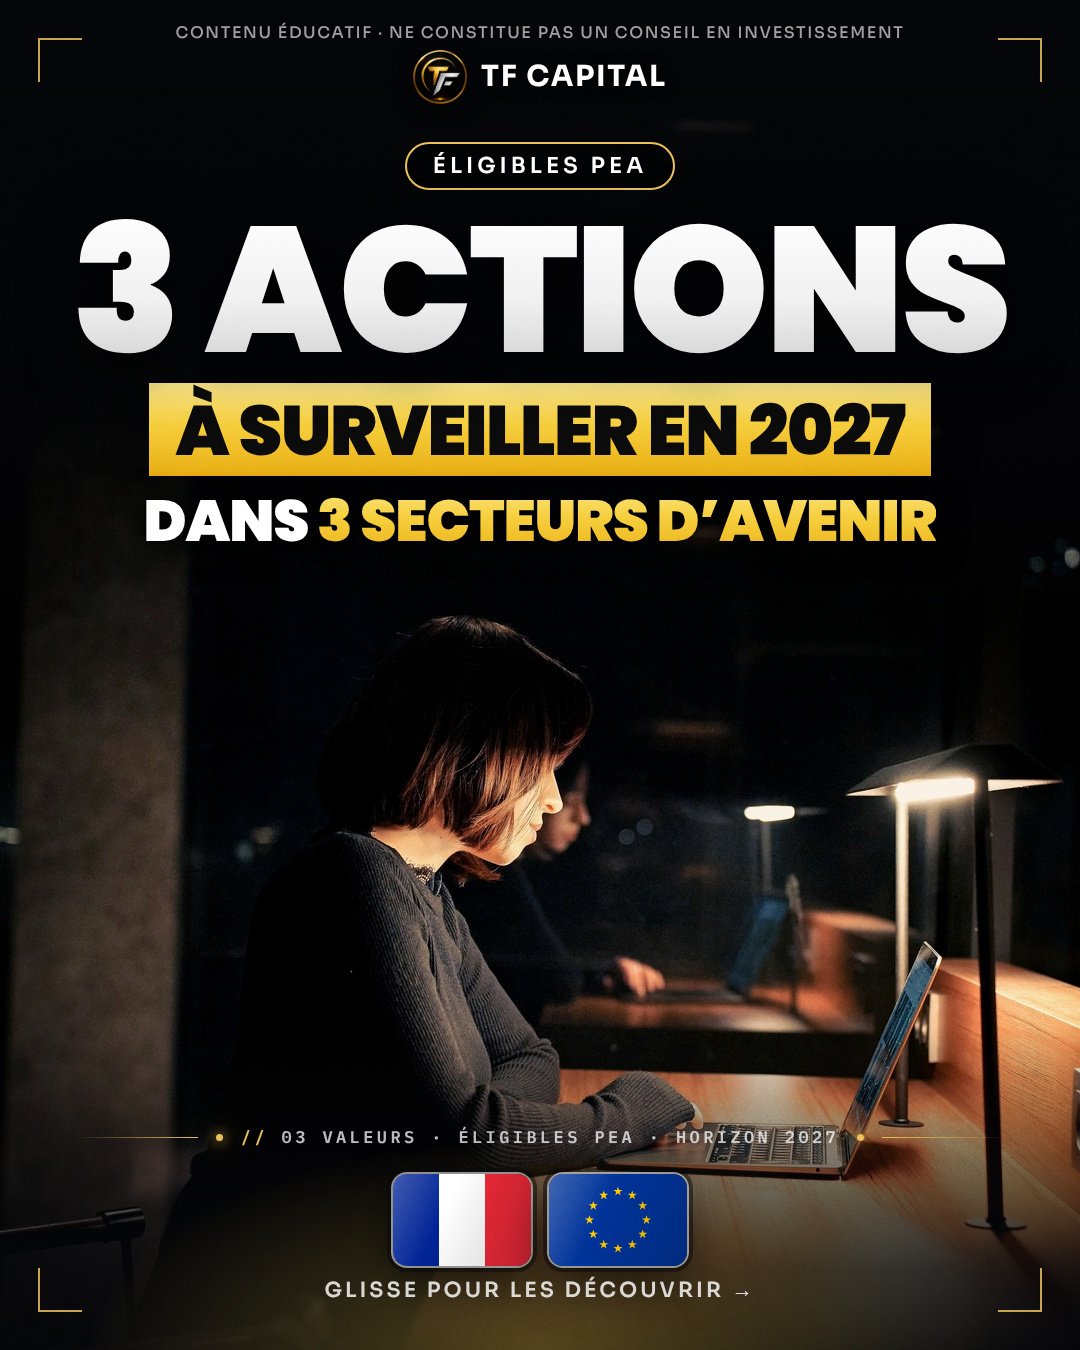 CONTENU ÉDUCATIF · NE CONSTITUE PAS UN CONSEIL EN INVESTISSEMENT
TF TF CAPITAL
ÉLIGIBLES PEA
3 ACTIONS
À SURVEILLER EN 2027
DANS 3 SECTEURS D’AVENIR
// 03 VALEURS · ÉLIGIBLES PEA · HORIZON 2027
GLISSE POUR LES DÉCOUVRIR →